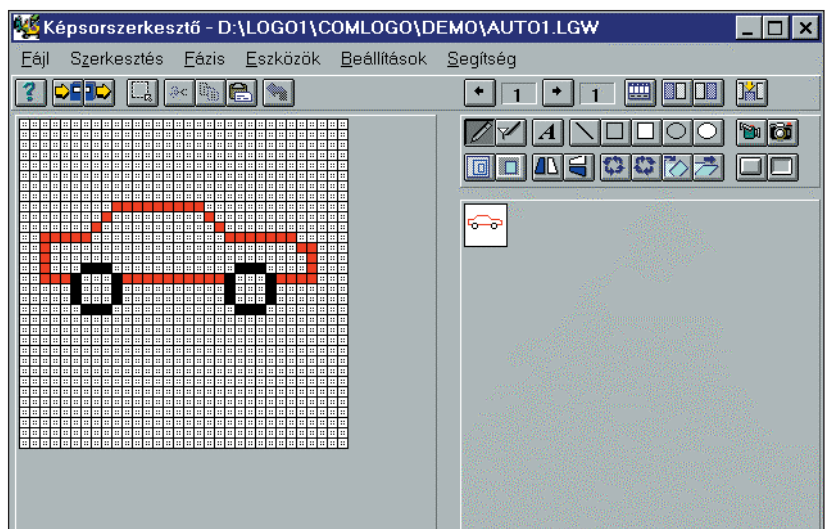 Képsorszerkesztő - D:\LOGO1\COMLOGO\DEMO\AUTO1.LGW
Fájl Szerkesztés Fázis Eszközök Beállítások Segítség
? 1 1
A